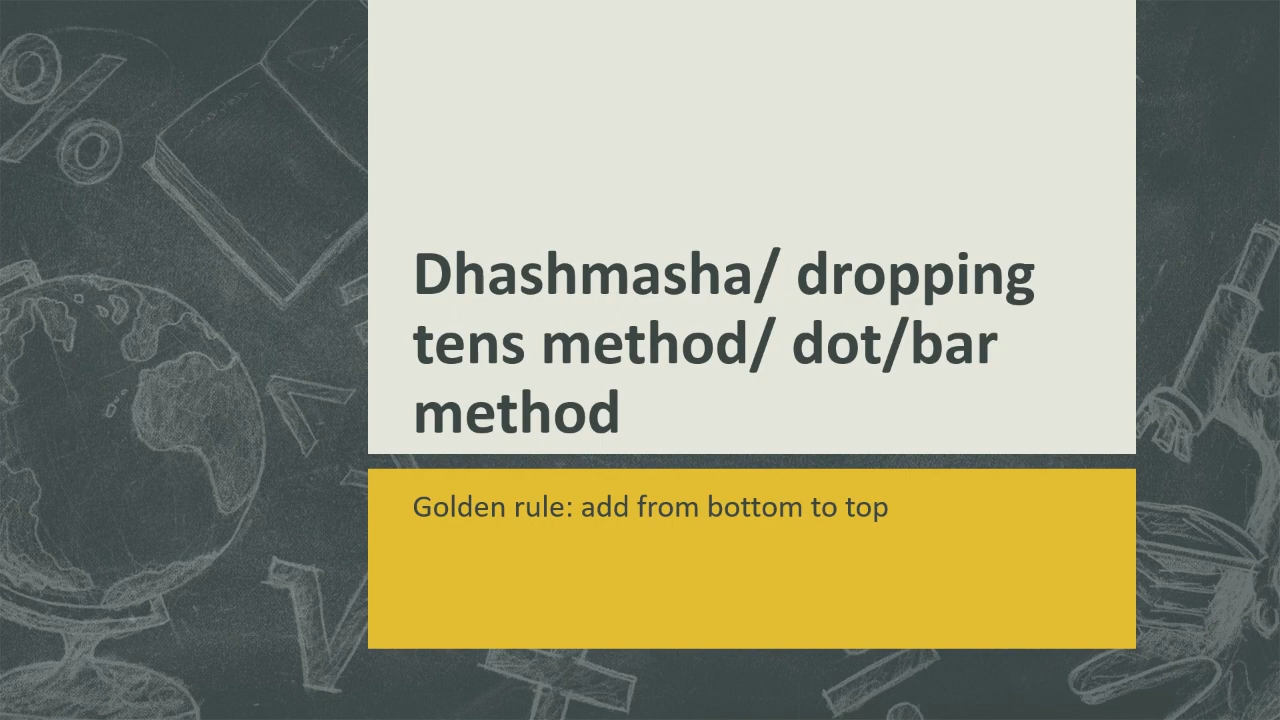 Dhashmasha/ dropping
tens method/ dot/bar
method
Golden rule: add from bottom to top